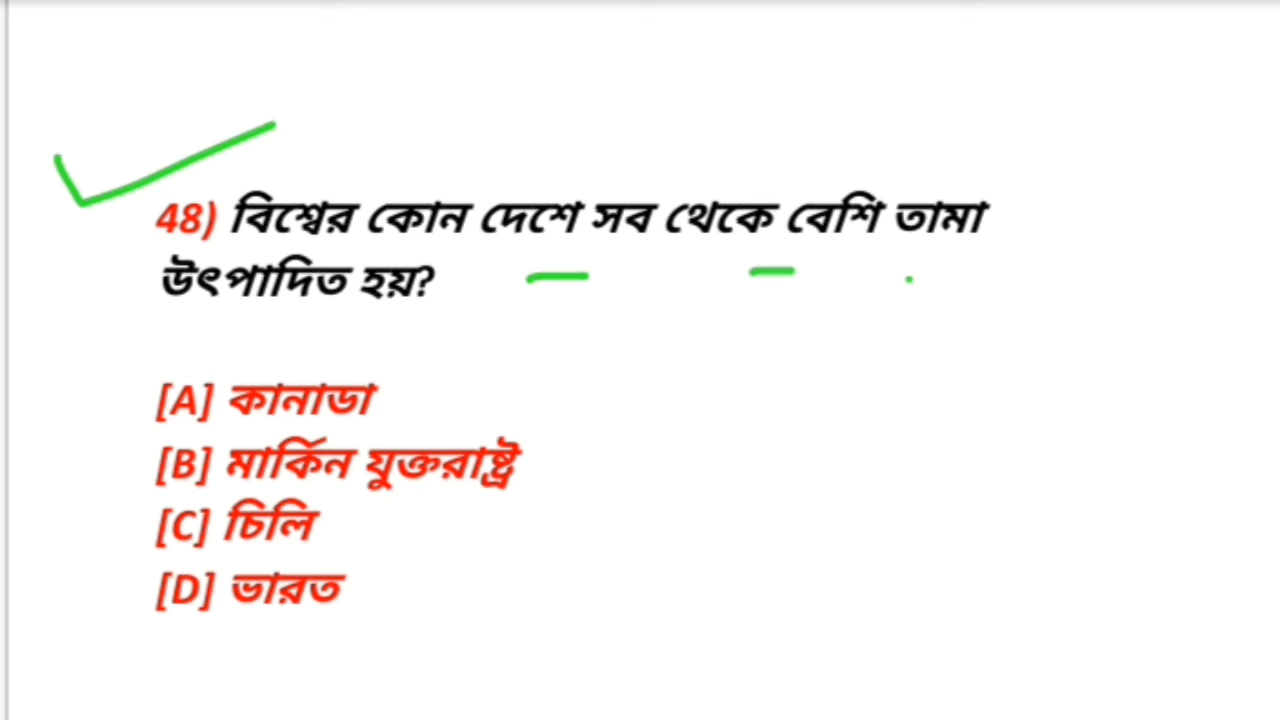 48) বিশ্বের কোন দেশে সব থেকে বেশি তামা
উৎপাদিত হয়?
[A] কানাডা
[B] মার্কিন যুক্তরাষ্ট্র
[C] চিলি
[D] ভারত